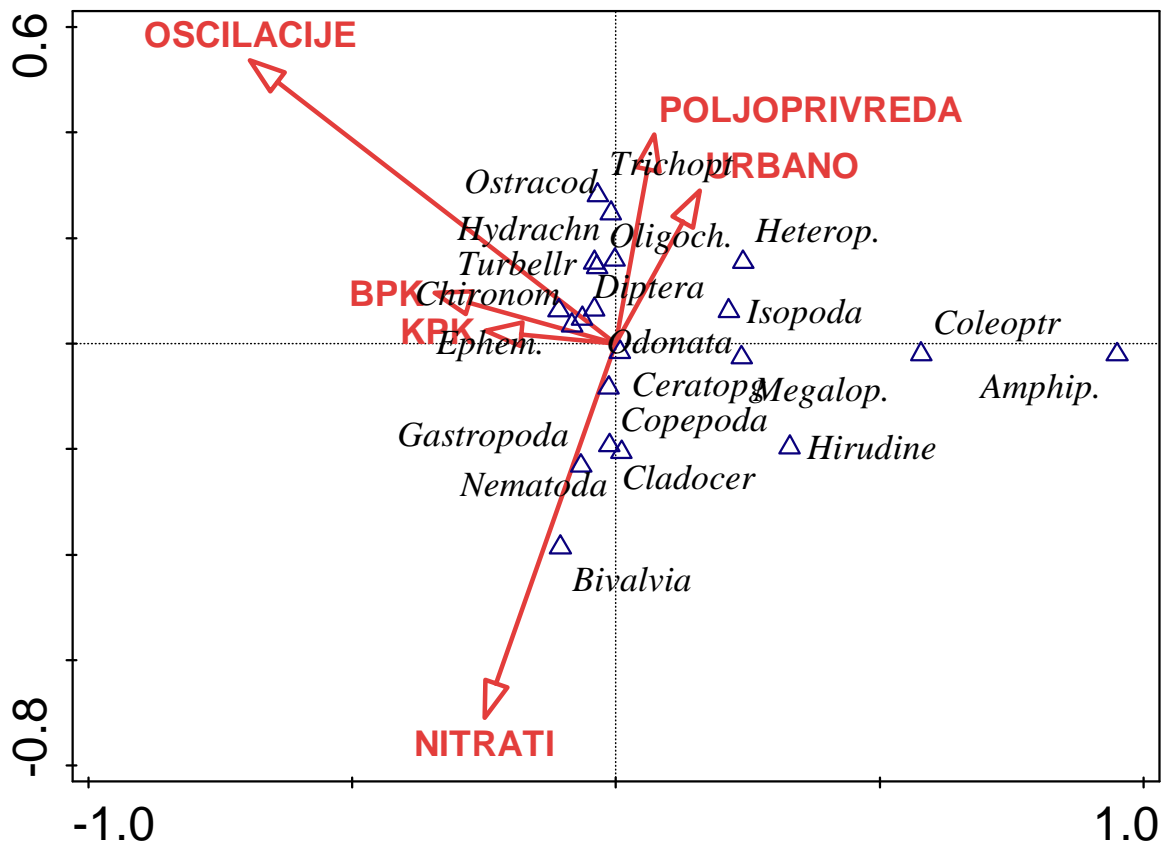 0.6
OSCILACIJE
POLJOPRIVREDA
Trichopt
URBANO
Ostracod
Hydrachn
Oligoch.
Heterop.
Turbellr
BPK
Chironom
Diptera
Isopoda
Coleoptr
KPK
Ephem.
Odonata
Ceratopg
Megalop.
Amphip.
Gastropoda
Copepoda
Hirudine
Nematoda
Cladocer
Bivalvia
NITRATI
-0.8
-1.0
1.0